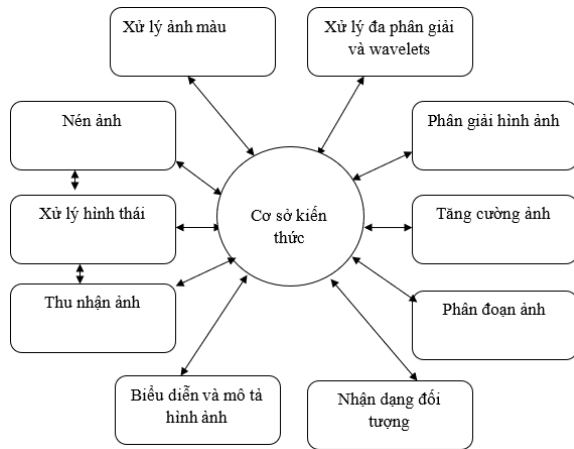 Xử lý ảnh màu
Xử lý đa phân giải
và wavelets
Nén ảnh
Phân giải hình ảnh
Xử lý hình thái
Cơ sở kiến
thức
Tăng cường ảnh
Thu nhận ảnh
Phân đoạn ảnh
Biểu diễn và mô tả
hình ảnh
Nhận dạng đối
tượng